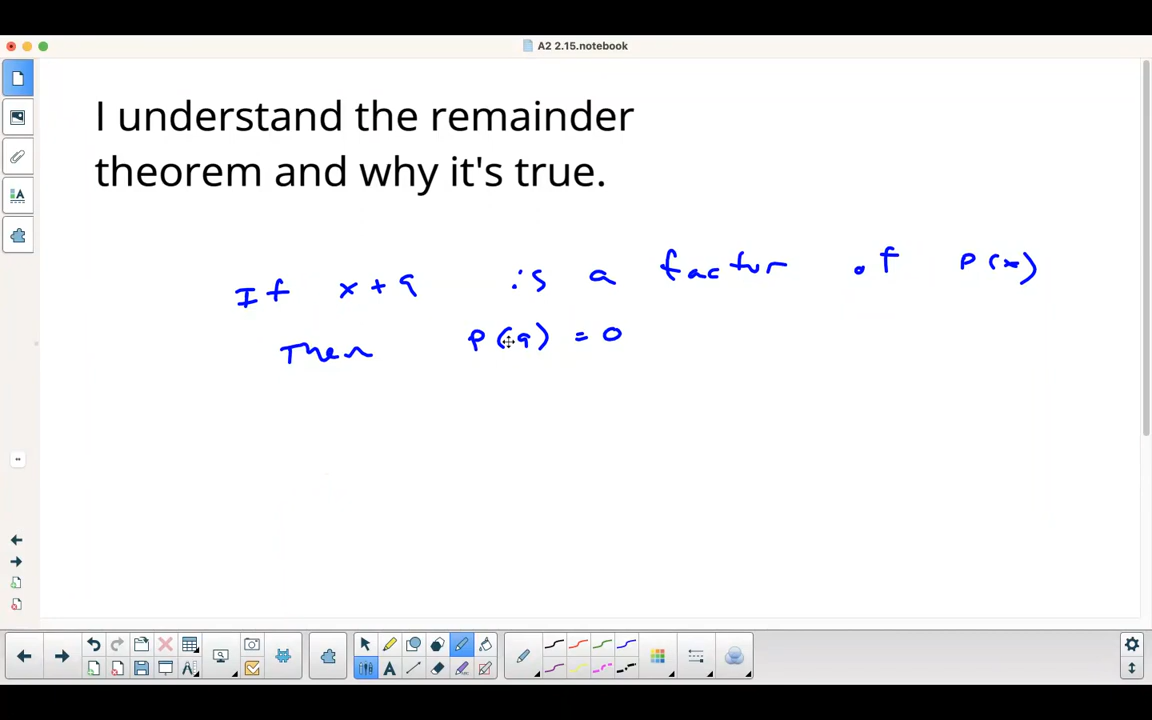 A2 2.15.notebook
I understand the remainder
theorem and why it's true.
If x + a is a factor of P(x)
Then P(-a) = 0